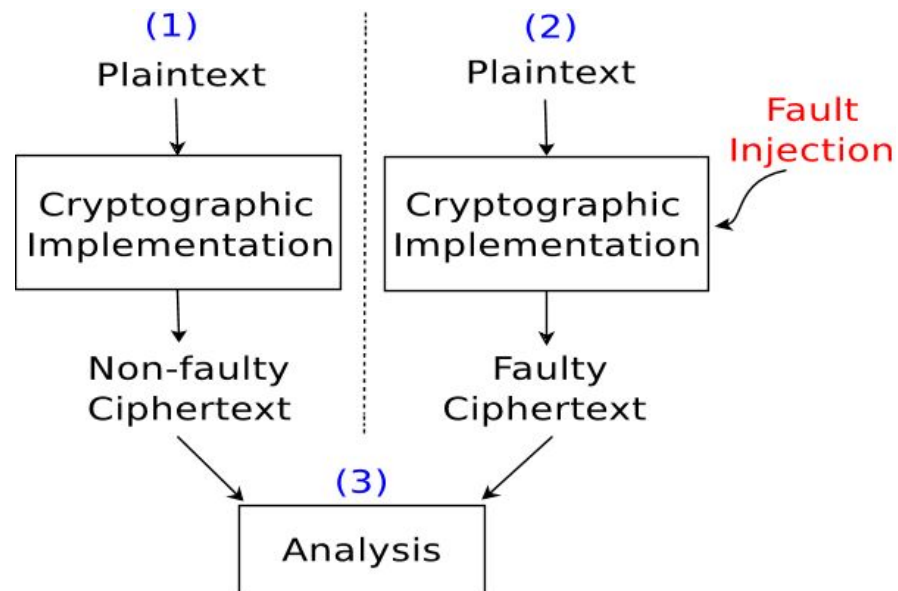 (1)
Plaintext
Cryptographic
Implementation
Non-faulty
Ciphertext
(2)
Plaintext
Fault
Injection
Cryptographic
Implementation
Faulty
Ciphertext
(3)
Analysis